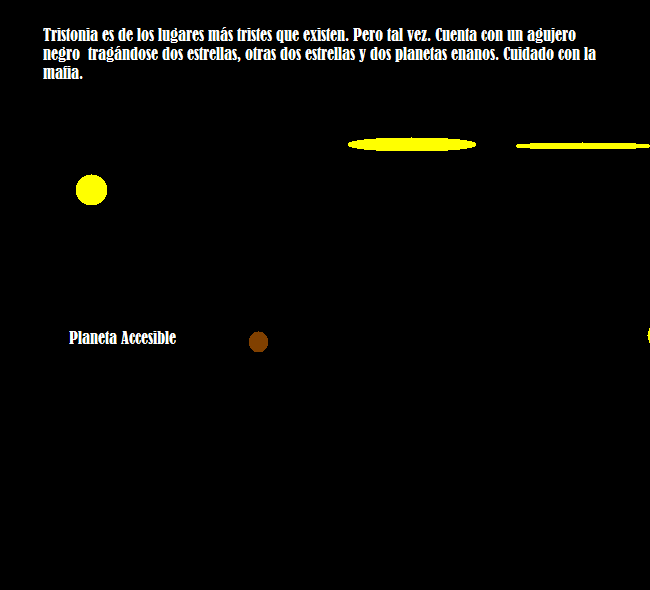 Tristonia es de los lugares más tristes que existen. Pero tal vez. Cuenta con un agujero
negro  tragándose dos estrellas, otras dos estrellas y dos planetas enanos. Cuidado con la
mafia.
Planeta Accesible